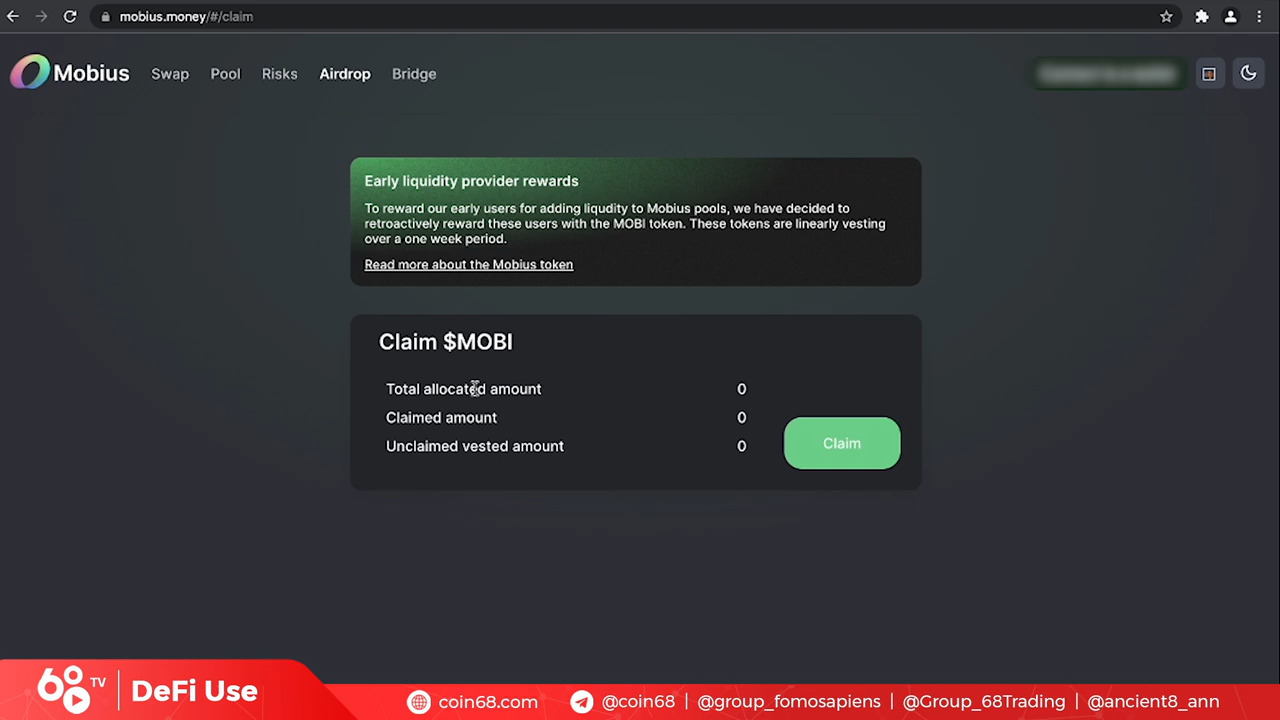 mobius.money/#/claim
Mobius Swap Pool Risks Airdrop Bridge
Early liquidity provider rewards
To reward our early users for adding liqudity to Mobius pools, we have decided to
retroactively reward these users with the MOBI token. These tokens are linearly vesting
over a one week period.
Read more about the Mobius token
Claim $MOBI
Total allocated amount 0
Claimed amount 0
Unclaimed vested amount 0
Claim
68 TV DeFi Use
coin68.com @coin68 | @group_fomosapiens | @Group_68Trading | @ancient8_ann